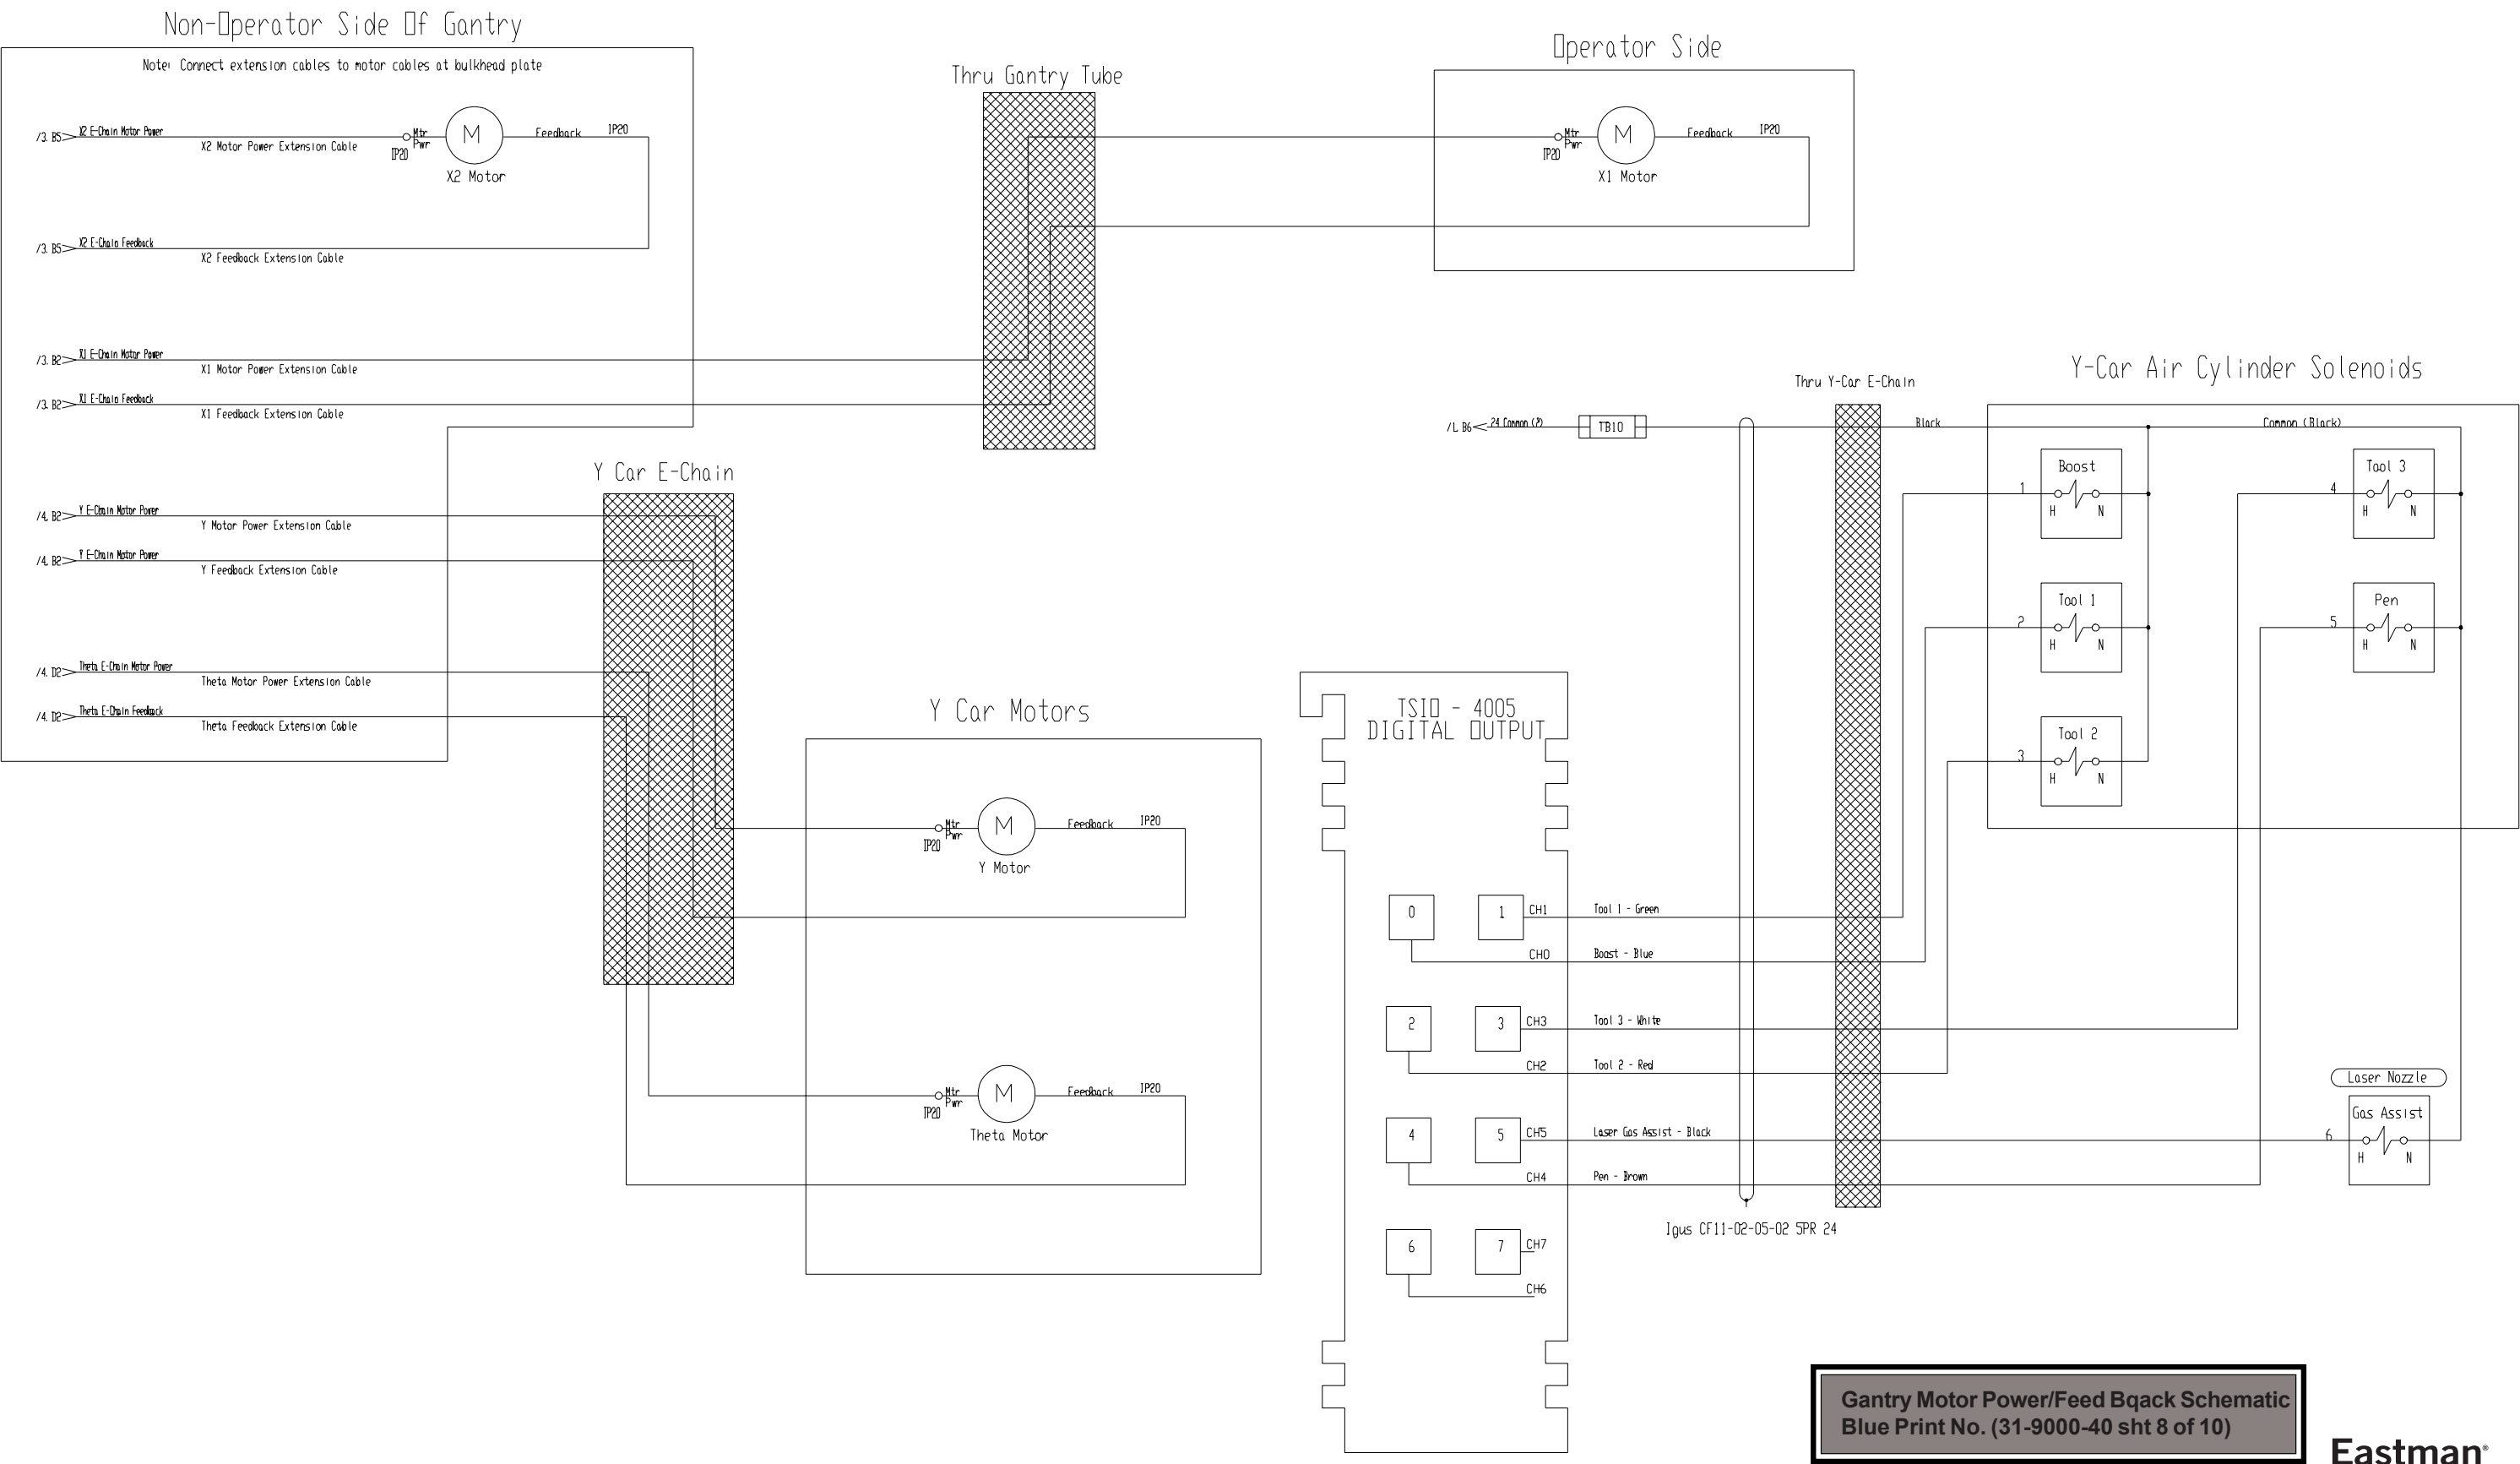 Non-Operator Side Of Gantry
Note: Connect extension cables to motor cables at bulkhead plate
/3. B5
X2 E-Chain Motor Power
X2 Motor Power Extension Cable
Mtr
Pwr
IP20
M
Feedback
IP20
X2 Motor
/3. B5
X2 E-Chain Feedback
X2 Feedback Extension Cable
/3. B2
X1 E-Chain Motor Power
X1 Motor Power Extension Cable
/3. B2
X1 E-Chain Feedback
X1 Feedback Extension Cable
/4. B2
Y E-Chain Motor Power
Y Motor Power Extension Cable
/4. B2
Y E-Chain Motor Power
Y Feedback Extension Cable
/4. D2
Theta E-Chain Motor Power
Theta Motor Power Extension Cable
/4. D2
Theta E-Chain Feedback
Theta Feedback Extension Cable
Thru Gantry Tube
Operator Side
Mtr
Pwr
IP20
M
Feedback
IP20
X1 Motor
Y Car E-Chain
Y Car Motors
Mtr
Pwr
IP20
M
Feedback
IP20
Y Motor
Mtr
Pwr
IP20
M
Feedback
IP20
Theta Motor
TSIO - 4005
DIGITAL OUTPUT
0
1
CH1
Tool 1 - Green
CH0
Boost - Blue
2
3
CH3
Tool 3 - White
CH2
Tool 2 - Red
4
5
CH5
Laser Gas Assist - Black
CH4
Pen - Brown
6
7
CH7
CH6
24 Common (2)
TB10
Thru Y-Car E-Chain
Igus CF11-02-05-02 5PR 24
Y-Car Air Cylinder Solenoids
Black
Common (Black)
Boost
1
H N
Tool 1
2
H N
Tool 2
3
H N
Tool 3
4
H N
Pen
5
H N
Laser Nozzle
Gas Assist
6
H N
Gantry Motor Power/Feed Bqack Schematic
Blue Print No. (31-9000-40 sht 8 of 10)
Eastman®